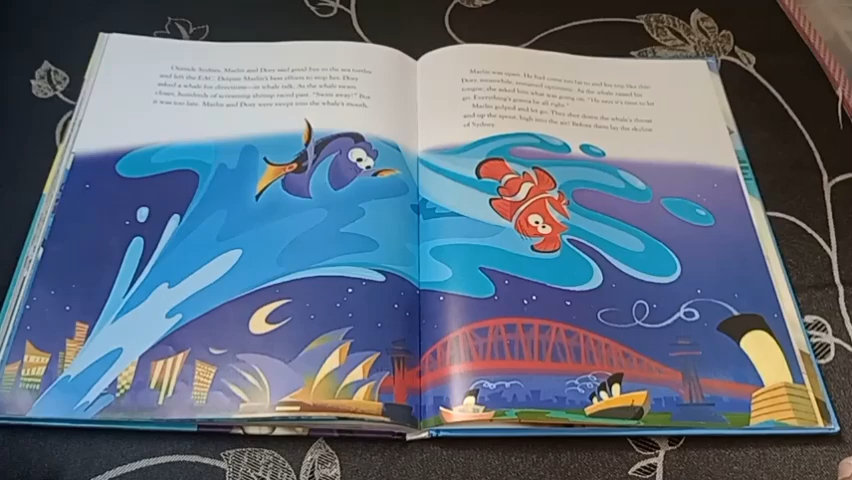 Outside Sydney, Marlin and Dory said good-bye to the sea turtles
and left the EAC. Despite Marlin's best efforts to stop her, Dory
asked a whale for directions—in whale talk. As the whale swam
closer, hundreds of screaming shrimp raced past. "Swim away!" But
it was too late. Marlin and Dory were swept into the whale's mouth.
Marlin was upset. He had come too far to end his trip like this!
Dory, meanwhile, remained optimistic. As the whale raised his
tongue, she asked him what was going on. "He says it's time to let
go. Everything's gonna be all right."
Marlin gulped and let go. They shot down the whale's throat
and up the spout, high into the air! Before them lay the skyline
of Sydney.